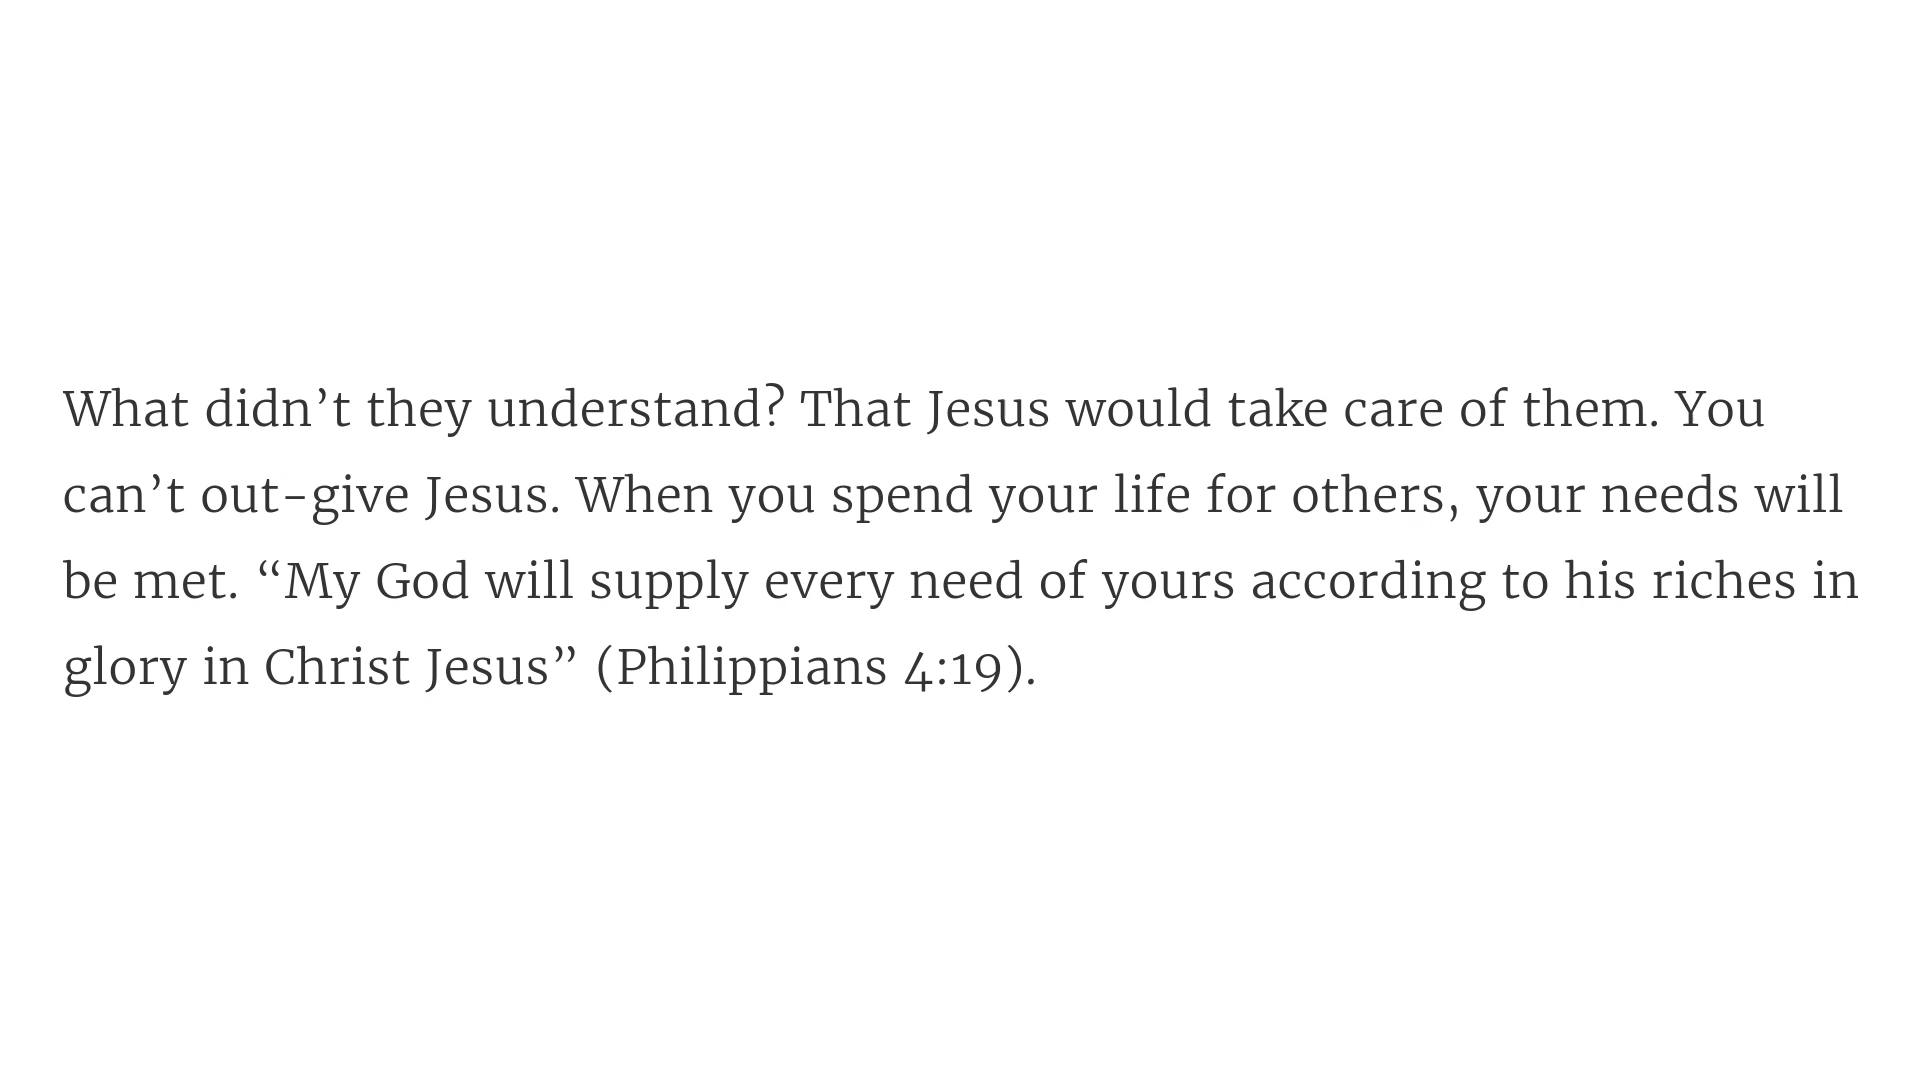 What didn’t they understand? That Jesus would take care of them. You
can’t out-give Jesus. When you spend your life for others, your needs will
be met. “My God will supply every need of yours according to his riches in
glory in Christ Jesus” (Philippians 4:19).